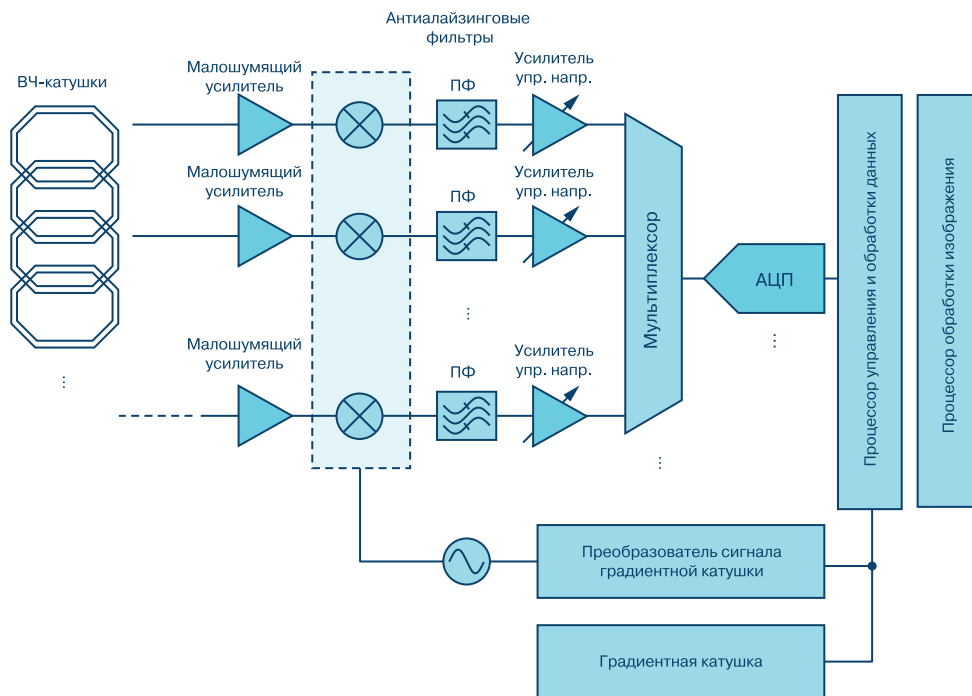 Антиалайзинговые
фильтры
ВЧ-катушки
Малошумящий
усилитель
ПФ
Усилитель
упр. напр.
Малошумящий
усилитель
ПФ
Усилитель
упр. напр.
Малошумящий
усилитель
ПФ
Усилитель
упр. напр.
Мультиплексор
АЦП
Процессор управления и обработки данных
Процессор обработки изображения
Преобразователь сигнала
градиентной катушки
Градиентная катушка